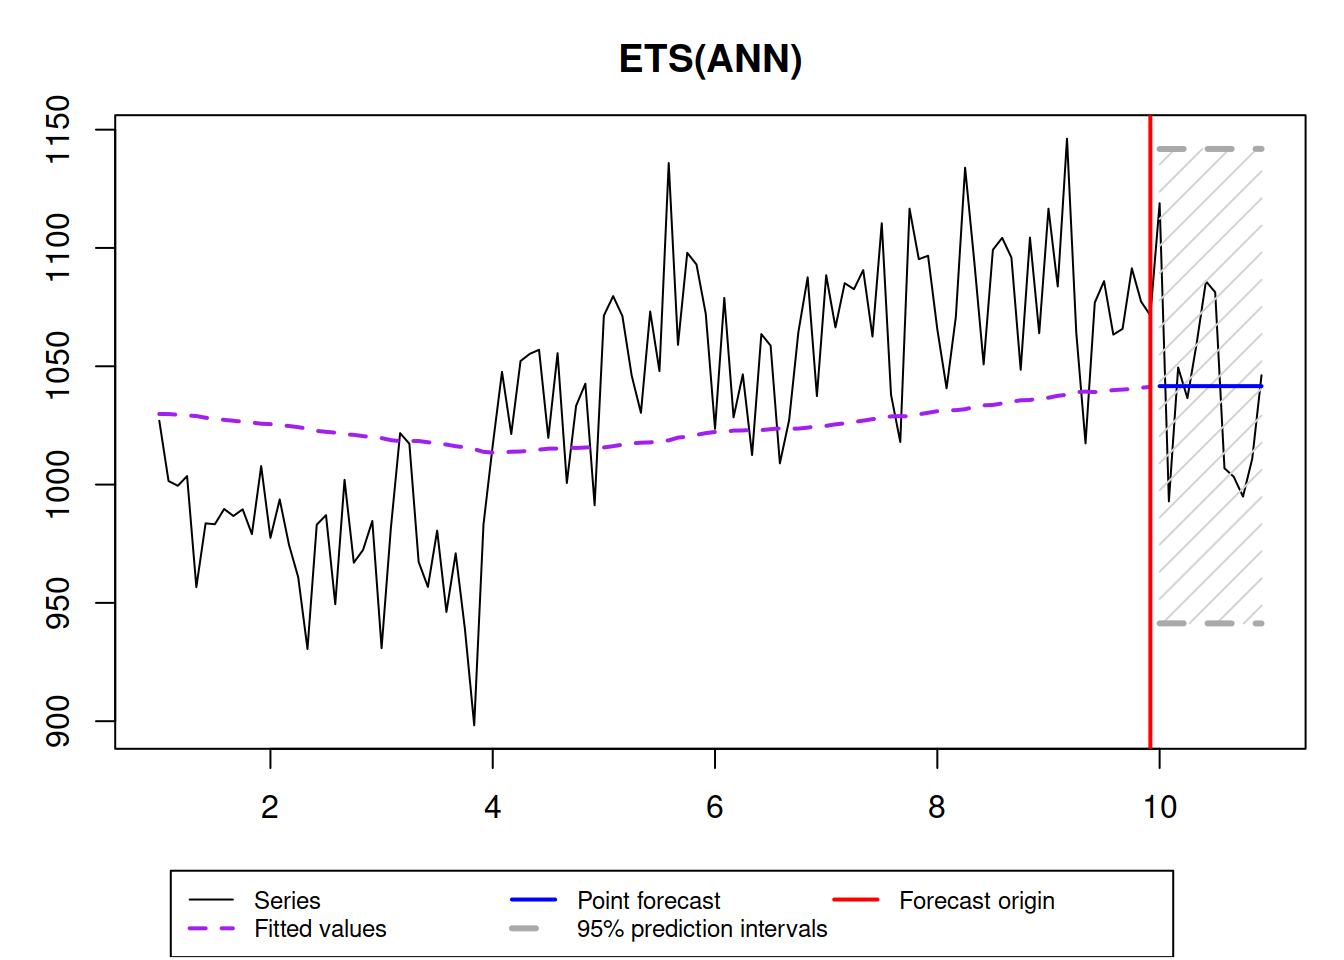 ETS(ANN)
1150
1100
1050
1000
950
900
2 4 6 8 10
Series Point forecast Forecast origin
Fitted values 95% prediction intervals